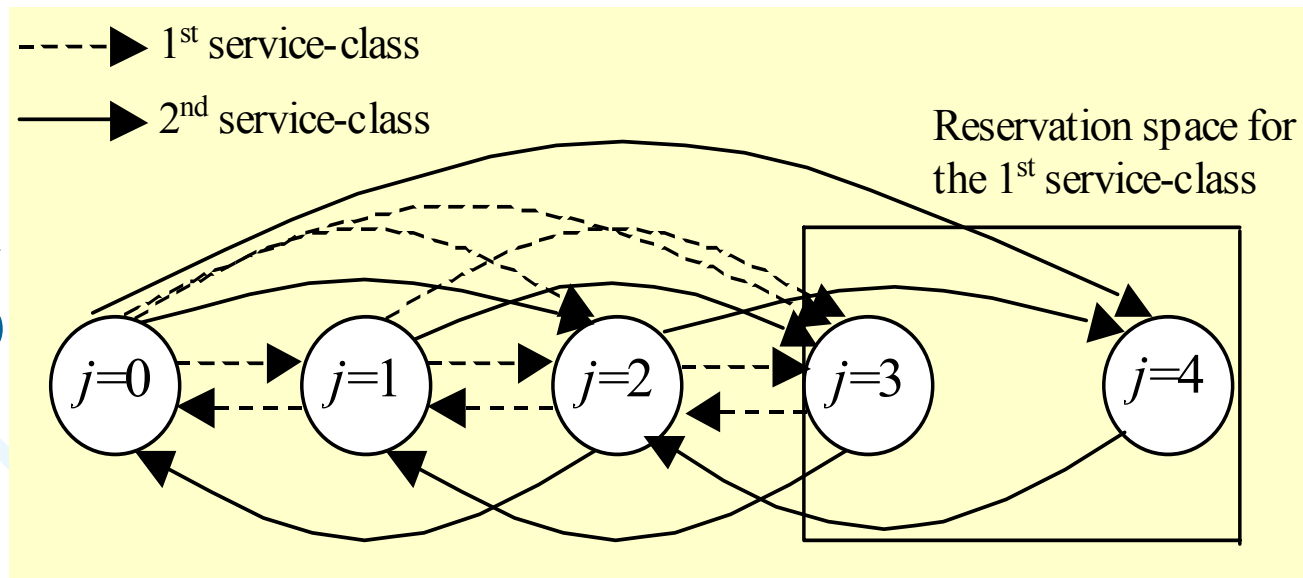 1st service-class
2nd service-class
Reservation space for
the 1st service-class
j=0
j=1
j=2
j=3
j=4